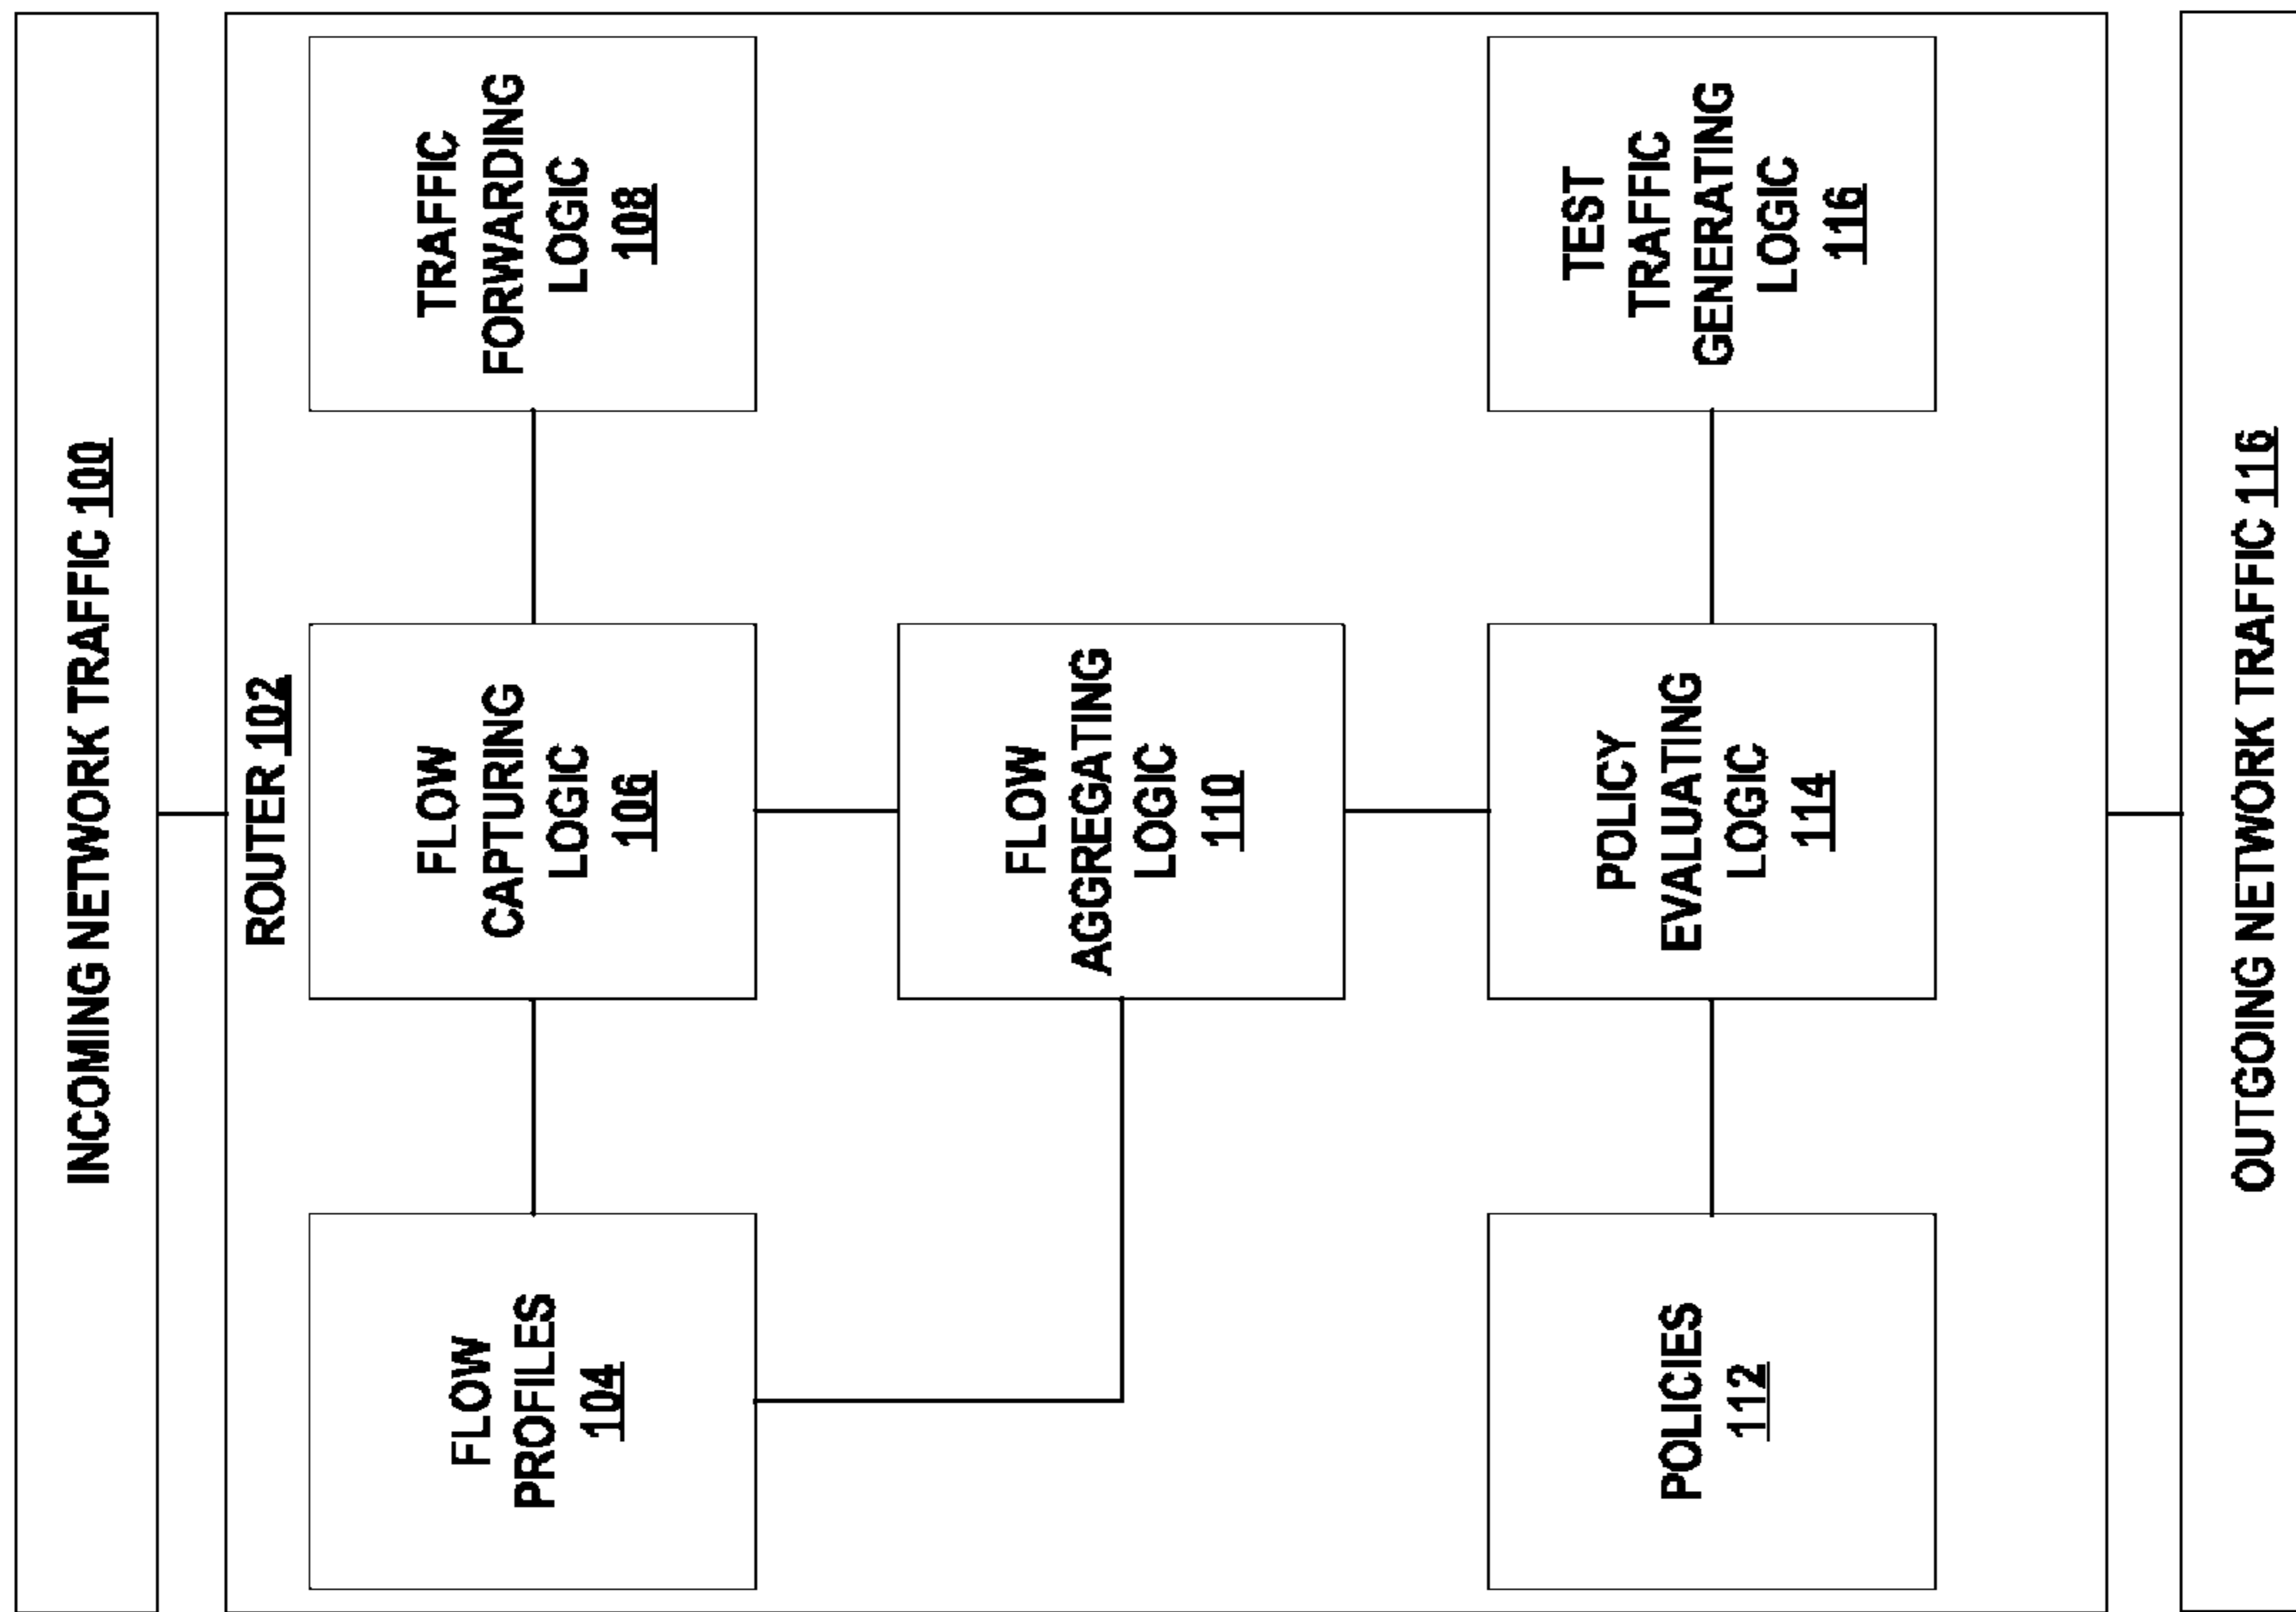 INCOMING NETWORK TRAFFIC 100
ROUTER 102
FLOW
PROFILES
104
FLOW
CAPTURING
LOGIC
106
TRAFFIC
FORWARDING
LOGIC
108
FLOW
AGGREGATING
LOGIC
110
POLICIES
112
POLICY
EVALUATING
LOGIC
114
TEST
TRAFFIC
GENERATING
LOGIC
116
OUTGOING NETWORK TRAFFIC 116